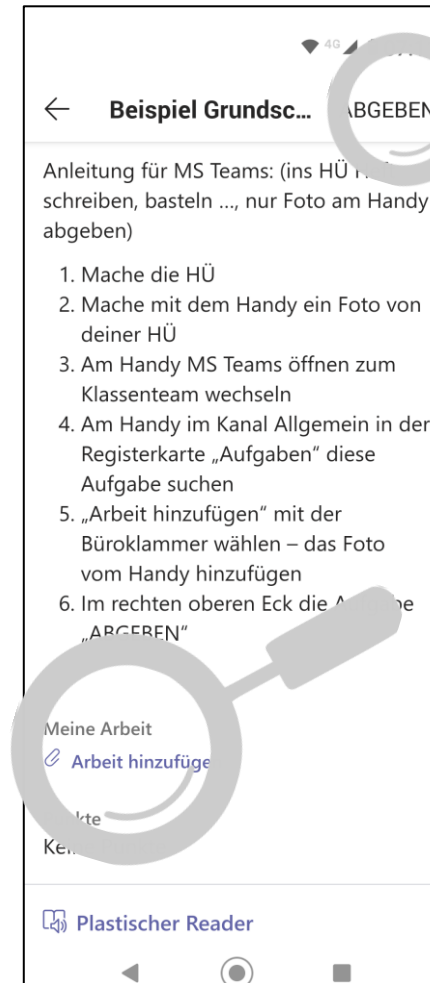 4G
Beispiel Grundsc... ABGEBEN
Anleitung für MS Teams: (ins HÜ
schreiben, basteln ..., nur Foto am Handy
abgeben)
1. Mache die HÜ
2. Mache mit dem Handy ein Foto von
deiner HÜ
3. Am Handy MS Teams öffnen zum
Klassenteam wechseln
4. Am Handy im Kanal Allgemein in der
Registerkarte „Aufgaben“ diese
Aufgabe suchen
5. „Arbeit hinzufügen“ mit der
Büroklammer wählen – das Foto
vom Handy hinzufügen
6. Im rechten oberen Eck die
„ABGEBEN“
Meine Arbeit
Arbeit hinzufüge
Plastischer Reader